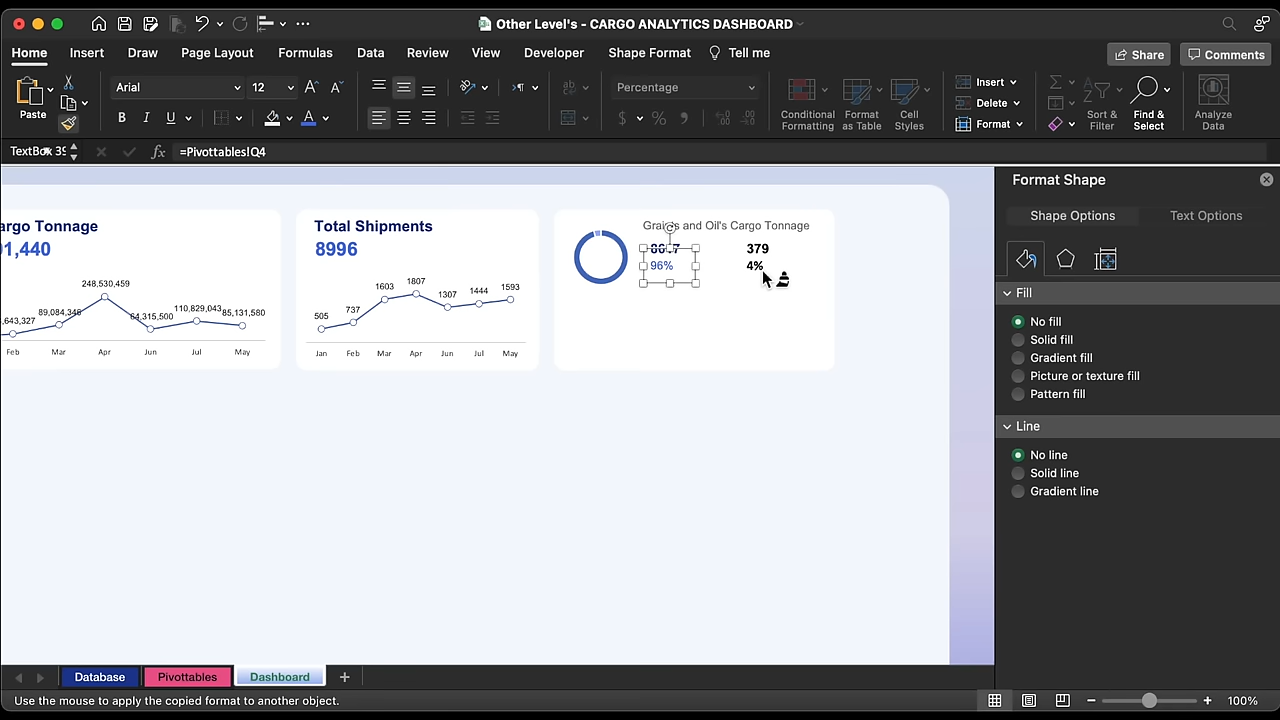 Other Level's - CARGO ANALYTICS DASHBOARD
Home Insert Draw Page Layout Formulas Data Review View Developer Shape Format Tell me Share Comments
Paste Arial 12 Percentage Conditional Formatting Format as Table Cell Styles Insert Delete Format Sort & Filter Find & Select Analyze Data
=Pivottables!Q4
Format Shape
Shape Options Text Options
Fill
No fill
Solid fill
Gradient fill
Picture or texture fill
Pattern fill
Line
No line
Solid line
Gradient line
Cargo Tonnage
01,440
89,084,346
248,530,459
64,315,500
110,829,043
85,131,580
Feb Mar Apr Jun Jul May
Total Shipments
8996
505 737 1603 1807 1307 1444 1593
Jan Feb Mar Apr Jun Jul May
Grains and Oil's Cargo Tonnage
379
96% 4%
Database Pivottables Dashboard
Use the mouse to apply the copied format to another object.
100%